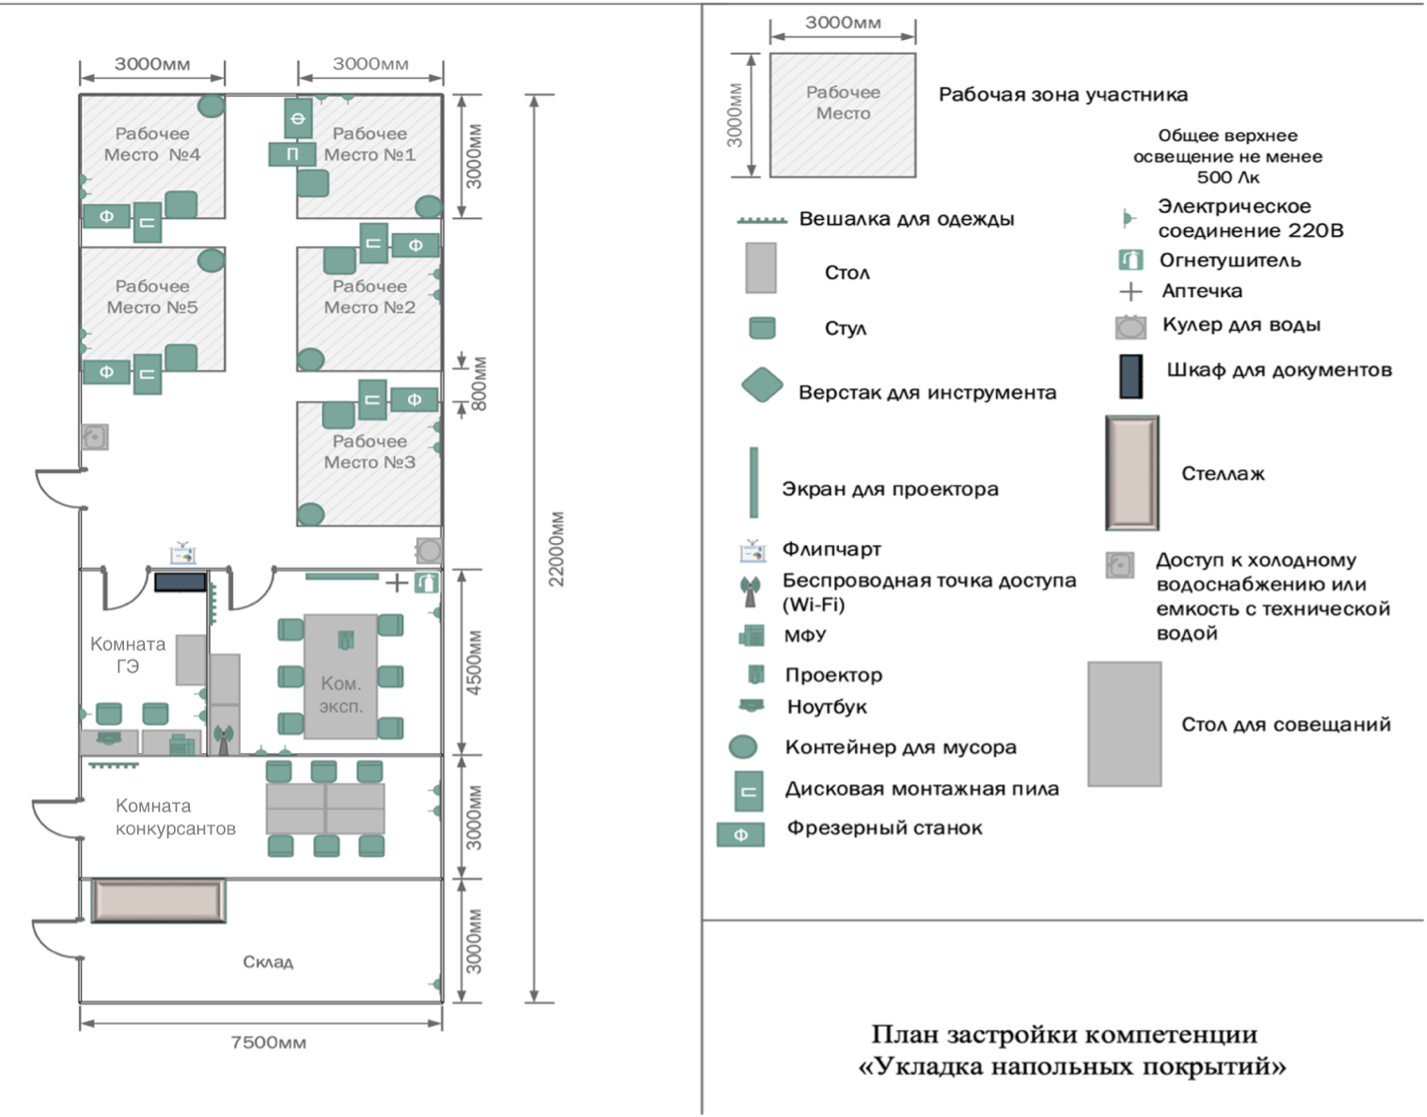 3000мм
3000мм
Рабочее
Место №4
Ф
П
Рабочее
Место №1
Ф
П
3000мм
Рабочее
Место №5
Ф
П
Рабочее
Место №2
П
Ф
800мм
Рабочее
Место №3
П
Ф
22000мм
Комната
ГЭ
Ком.
эксп.
4500мм
Комната
конкурсантов
3000мм
Склад
3000мм
7500мм
3000мм
3000мм
Рабочее
Место
Рабочая зона участника
Вешалка для одежды
Стол
Стул
Верстак для инструмента
Экран для проектора
Флипчарт
Беспроводная точка доступа
(Wi-Fi)
МФУ
Проектор
Ноутбук
Контейнер для мусора
П
Дисковая монтажная пила
Ф
Фрезерный станок
Общее верхнее
освещение не менее
500 Лк
Электрическое
соединение 220В
Огнетушитель
Аптечка
Кулер для воды
Шкаф для документов
Стеллаж
Доступ к холодному
водоснабжению или
емкость с технической
водой
Стол для совещаний
План застройки компетенции
«Укладка напольных покрытий»